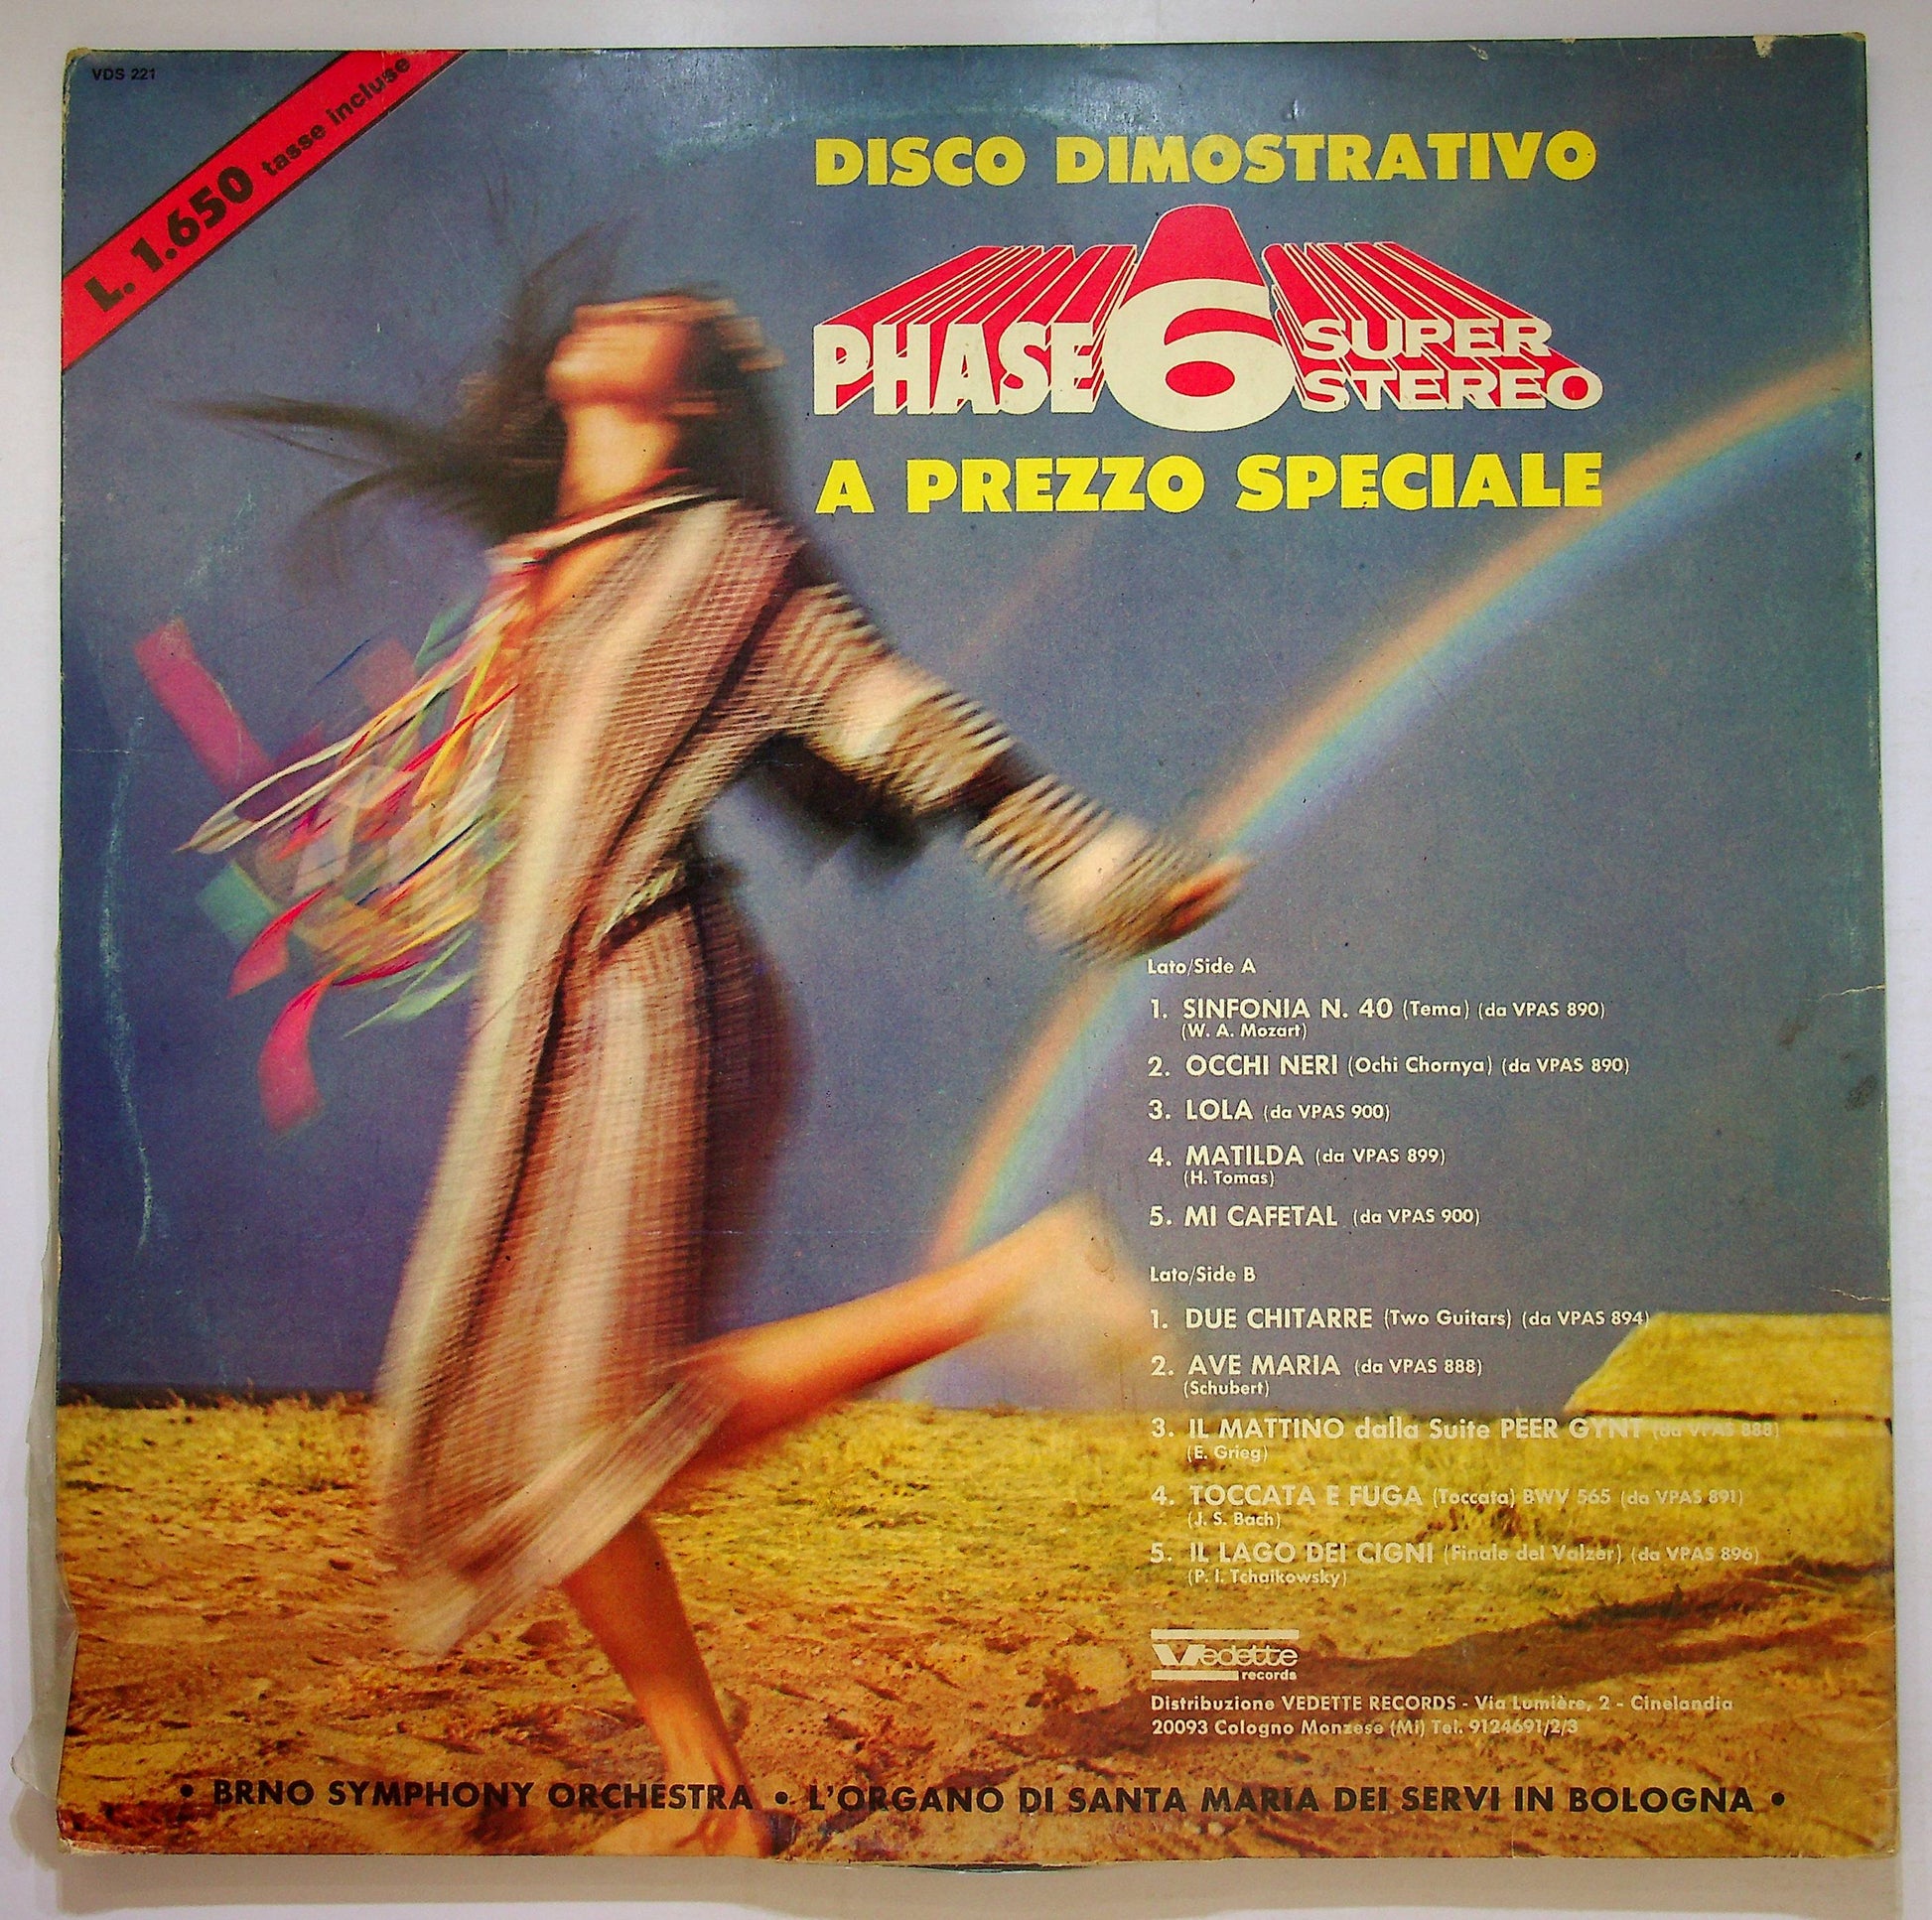 VDS 221
L. 1.650 tasse incluse
DISCO DIMOSTRATIVO
PHASE 6 SUPER
STEREO
A PREZZO SPECIALE
Lato/Side A
1. SINFONIA N. 40 (Tema) (da VPAS 890)
(W. A. Mozart)
2. OCCHI NERI (Ochi Chornya) (da VPAS 890)
3. LOLA (da VPAS 900)
4. MATILDA (da VPAS 899)
(H. Tomas)
5. MI CAFETAL (da VPAS 900)
Lato/Side B
1. DUE CHITARRE (Two Guitars) (da VPAS 894)
2. AVE MARIA (da VPAS 888)
(Schubert)
3. IL MATTINO dalla Suite PEER GYNT (da VPAS 888)
(E. Grieg)
4. TOCCATA E FUGA (Toccata) BWV 565 (da VPAS 891)
(J. S. Bach)
5. IL LAGO DEI CIGNI (Finale del Valzer) (da VPAS 896)
(P. I. Tchaikowsky)
Vedette
records
Distribuzione VEDETTE RECORDS - Via Lumière, 2 - Cinelandia
20093 Cologno Monzese (MI) Tel. 9124691/2/3
• BRNO SYMPHONY ORCHESTRA • L'ORGANO DI SANTA MARIA DEI SERVI IN BOLOGNA •